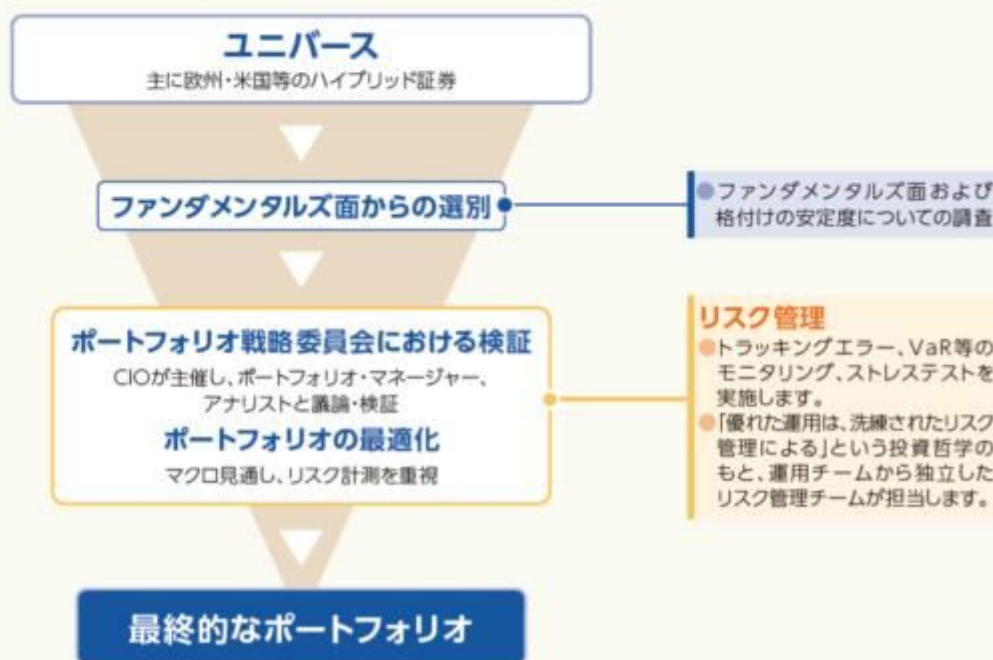 ユニバース
主に欧州・米国等のハイブリッド証券
ファンダメンタルズ面からの選別
●ファンダメンタルズ面および
格付けの安定度についての調査
ポートフォリオ戦略委員会における検証
CIOが主催し、ポートフォリオ・マネージャー、
アナリストと議論・検証
ポートフォリオの最適化
マクロ見通し、リスク計測を重視
リスク管理
●トラッキングエラー、VaR等の
モニタリング、ストレステストを
実施します。
●「優れた運用は、洗練されたリスク
管理による」という投資哲学の
もと、運用チームから独立した
リスク管理チームが担当します。
最終的なポートフォリオ